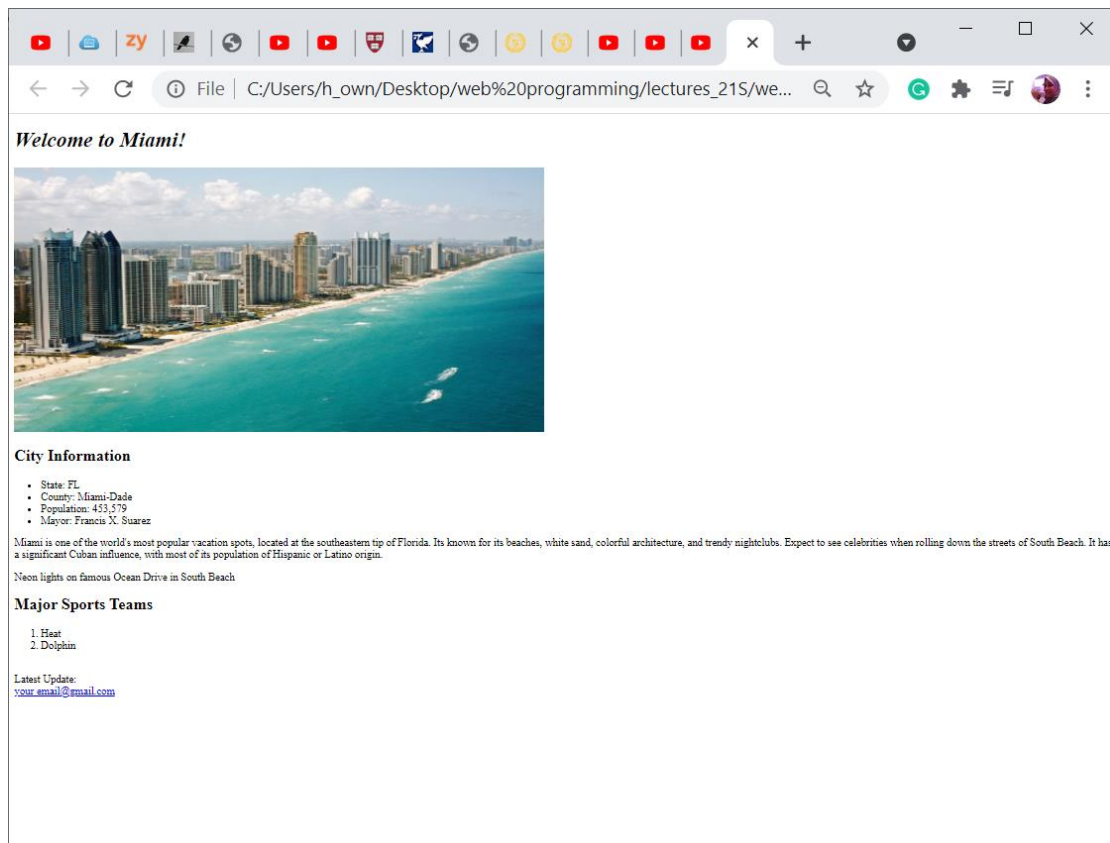 zy
File C:/Users/h_own/Desktop/web%20programming/lectures_21S/we...
Welcome to Miami!
City Information
• State: FL
• County: Miami-Dade
• Population: 453,579
• Mayor: Francis X. Suarez
Miami is one of the world's most popular vacation spots, located at the southeastern tip of Florida. Its known for its beaches, white sand, colorful architecture, and trendy nightclubs. Expect to see celebrities when rolling down the streets of South Beach. It has
a significant Cuban influence, with most of its population of Hispanic or Latino origin.
Neon lights on famous Ocean Drive in South Beach
Major Sports Teams
1. Heat
2. Dolphin
Latest Update:
your email@gmail.com